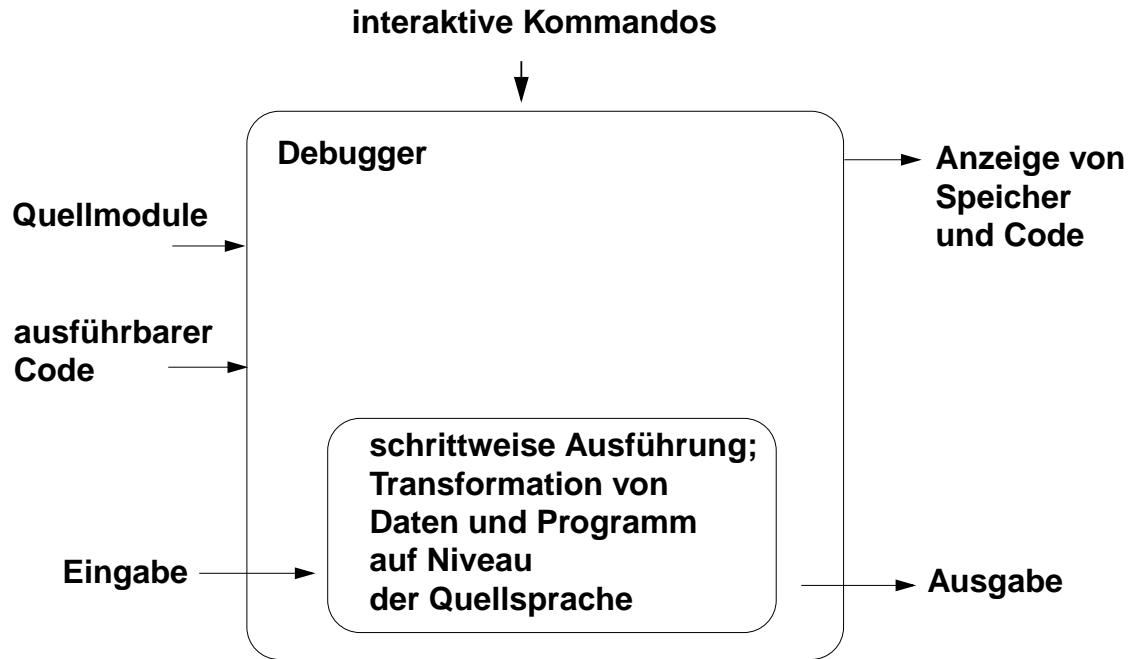 interaktive Kommandos
Debugger
Anzeige von
Speicher
und Code
Quellmodule
ausführbarer
Code
schrittweise Ausführung;
Transformation von
Daten und Programm
auf Niveau
der Quellsprache
Eingabe
Ausgabe